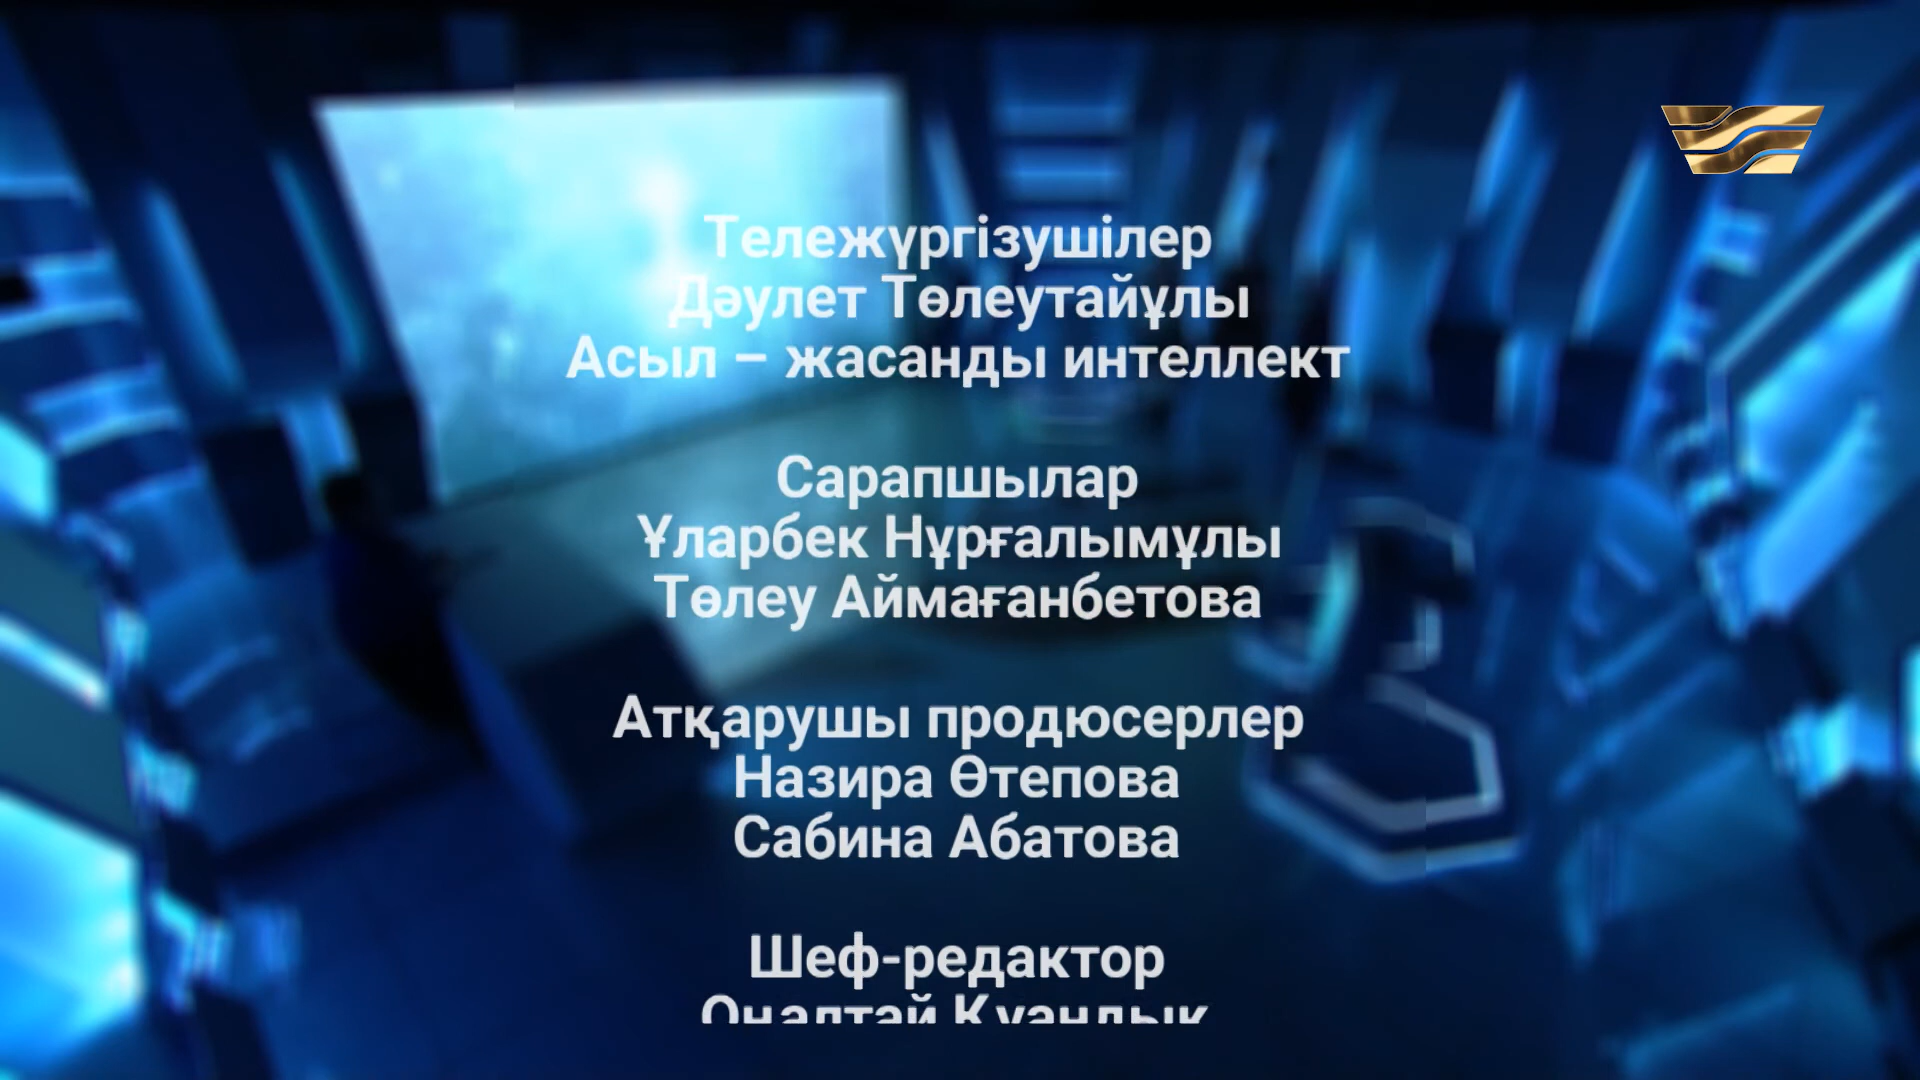 Тележүргізушілер
Дәулет Төлеутайұлы
Асыл – жасанды интеллект
Сарапшылар
Ұларбек Нұрғалымұлы
Төлеу Аймағанбетова
Атқарушы продюсерлер
Назира Өтепова
Сабина Абатова
Шеф-редактор